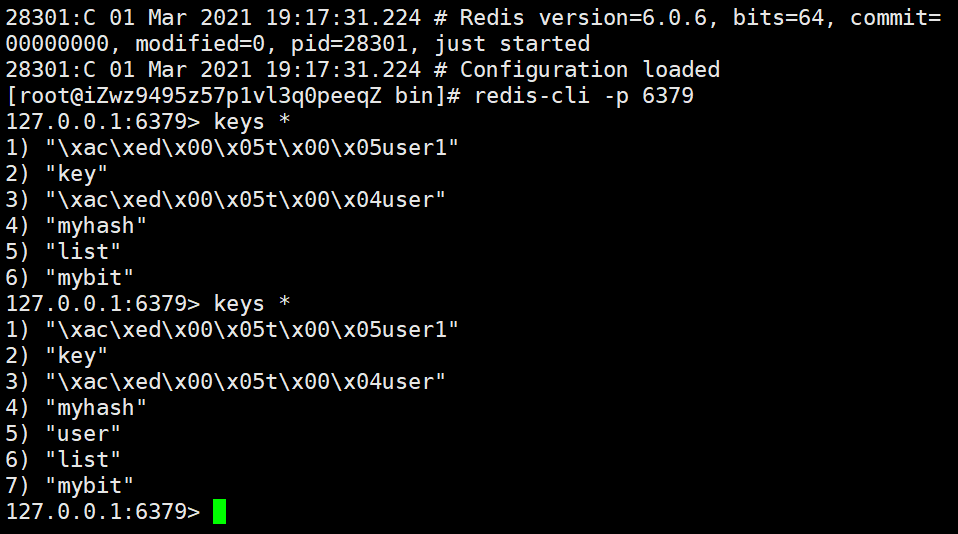 28301:C 01 Mar 2021 19:17:31.224 # Redis version=6.0.6, bits=64, commit=
00000000, modified=0, pid=28301, just started
28301:C 01 Mar 2021 19:17:31.224 # Configuration loaded
[root@iZwz9495z57p1vl3q0peeqZ bin]# redis-cli -p 6379
127.0.0.1:6379> keys *
1) "\xac\xed\x00\x05t\x00\x05user1"
2) "key"
3) "\xac\xed\x00\x05t\x00\x04user"
4) "myhash"
5) "list"
6) "mybit"
127.0.0.1:6379> keys *
1) "\xac\xed\x00\x05t\x00\x05user1"
2) "key"
3) "\xac\xed\x00\x05t\x00\x04user"
4) "myhash"
5) "user"
6) "list"
7) "mybit"
127.0.0.1:6379>